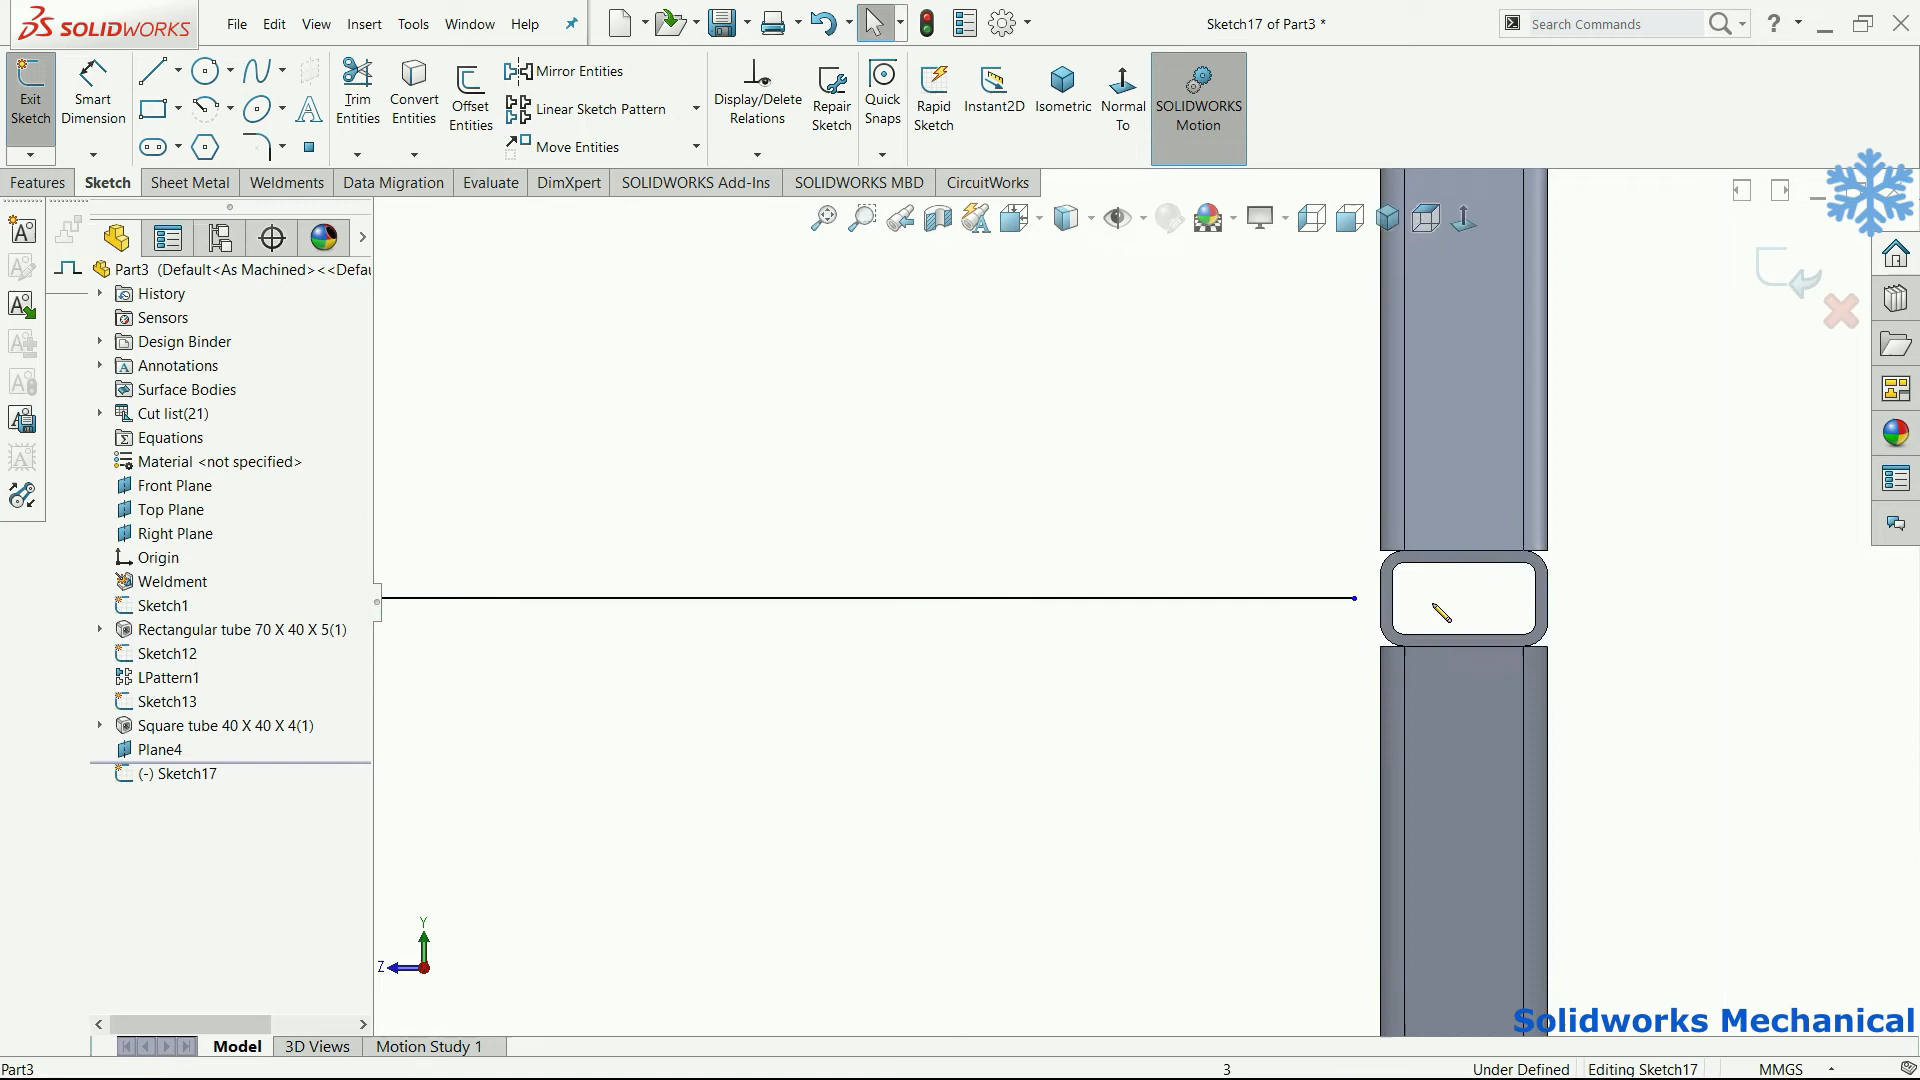 SOLIDWORKS
File Edit View Insert Tools Window Help
Sketch17 of Part3 *
Search Commands
Exit Sketch
Smart Dimension
Trim Entities
Convert Entities
Offset Entities
Mirror Entities
Linear Sketch Pattern
Move Entities
Display/Delete Relations
Repair Sketch
Quick Snaps
Rapid Sketch
Instant2D
Isometric
Normal To
SOLIDWORKS Motion
Features Sketch Sheet Metal Weldments Data Migration Evaluate DimXpert SOLIDWORKS Add-Ins SOLIDWORKS MBD CircuitWorks
Part3 (Default<As Machined><<Defau
History
Sensors
Design Binder
Annotations
Surface Bodies
Cut list(21)
Equations
Material <not specified>
Front Plane
Top Plane
Right Plane
Origin
Weldment
Sketch1
Rectangular tube 70 X 40 X 5(1)
Sketch12
LPattern1
Sketch13
Square tube 40 X 40 X 4(1)
Plane4
(-) Sketch17
Y
Z
Solidworks Mechanical
Model 3D Views Motion Study 1
Part3 3 Under Defined Editing Sketch17 MMGS